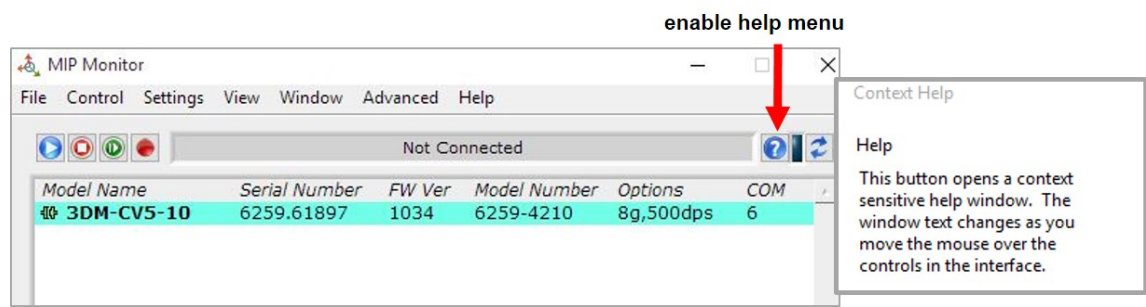 enable help menu
MIP Monitor
File Control Settings View Window Advanced Help
Not Connected
Model Name Serial Number FW Ver Model Number Options COM
3DM-CV5-10 6259.61897 1034 6259-4210 8g,500dps 6
Context Help
Help
This button opens a context
sensitive help window. The
window text changes as you
move the mouse over the
controls in the interface.